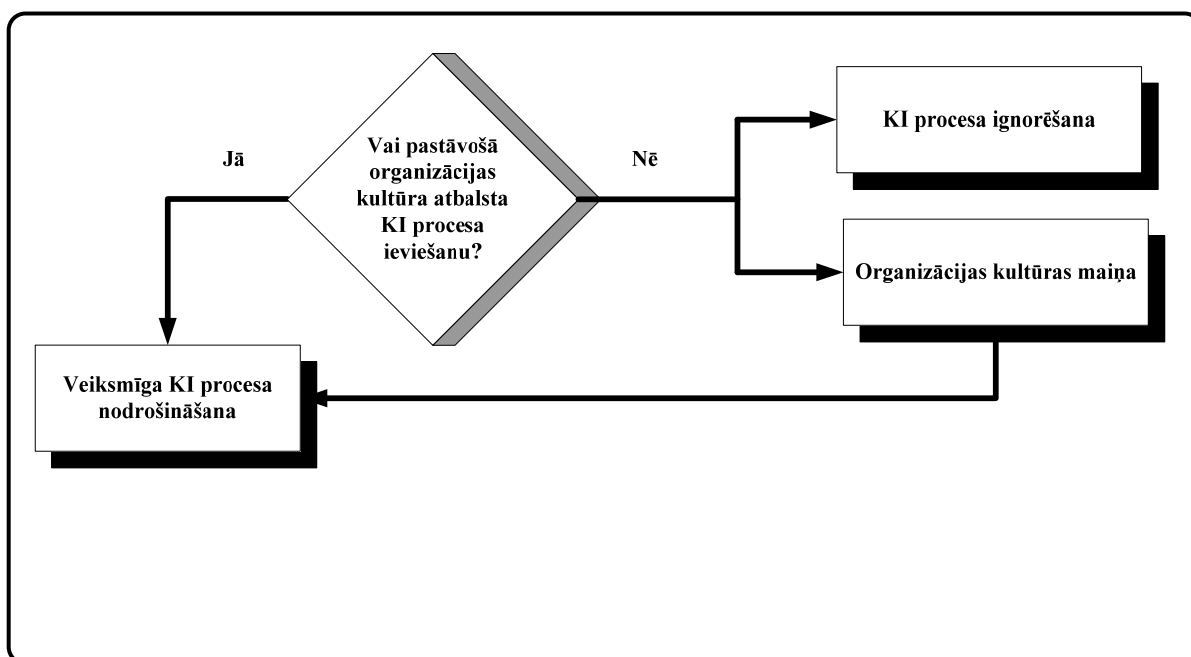 Vai pastāvošā
organizācijas
kultūra atbalsta
KI procesa
ieviešanu?
Jā
Nē
KI procesa ignorēšana
Organizācijas kultūras maiņa
Veiksmīga KI procesa
nodrošināšana